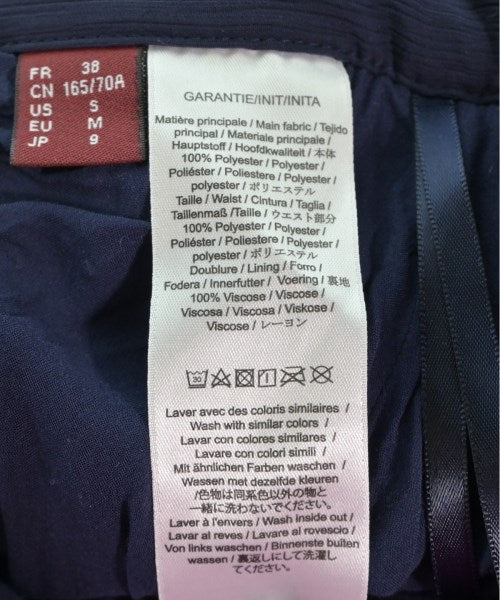 FR 38
CN 165/70A
US S
EU M
JP 9
GARANTIE/INIT/INITA
Matière principale / Main fabric / Tejido
principal / Materiale principale /
Hauptstoff / Hoofdkwaliteit / 本体
100% Polyester / Polyester /
Poliéster / Poliestere / Polyester /
polyester / ポリエステル
Taille / Waist / Cintura / Taglia /
Taillenmaß /Taille / ウエスト部分
100% Polyester / Polyester /
Poliéster / Poliestere / Polyester /
polyester / ポリエステル
Doublure / Lining / Forro /
Fodera / Innerfutter / Voering / 裏地
100% Viscose / Viscose /
Viscosa / Viscosa / Viskose /
Viscose / レーヨン
30
Laver avec des coloris similaires /
Wash with similar colors /
Lavar con colores similares /
Lavare con colori simili /
Mit ähnlichen Farben waschen /
Wassen met dezelfde kleuren
/色物は同系色以外の物と
一緒に洗わないでください。
Laver à l'envers / Wash inside out /
Lavar al reves / Lavare al rovescio /
Von links waschen / Binnenste buiten
wassen / 裏返しにして洗濯し
てください。